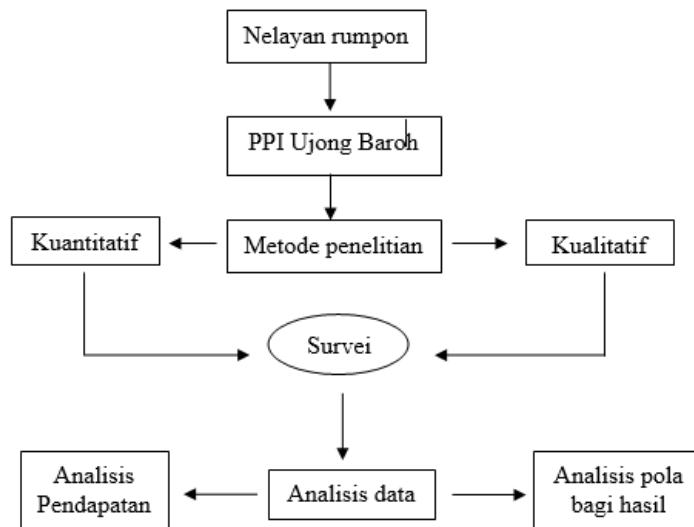 Nelayan rumpon
PPI Ujong Baroh
Kuantitatif
Metode penelitian
Kualitatif
Survei
Analisis
Pendapatan
Analisis data
Analisis pola
bagi hasil